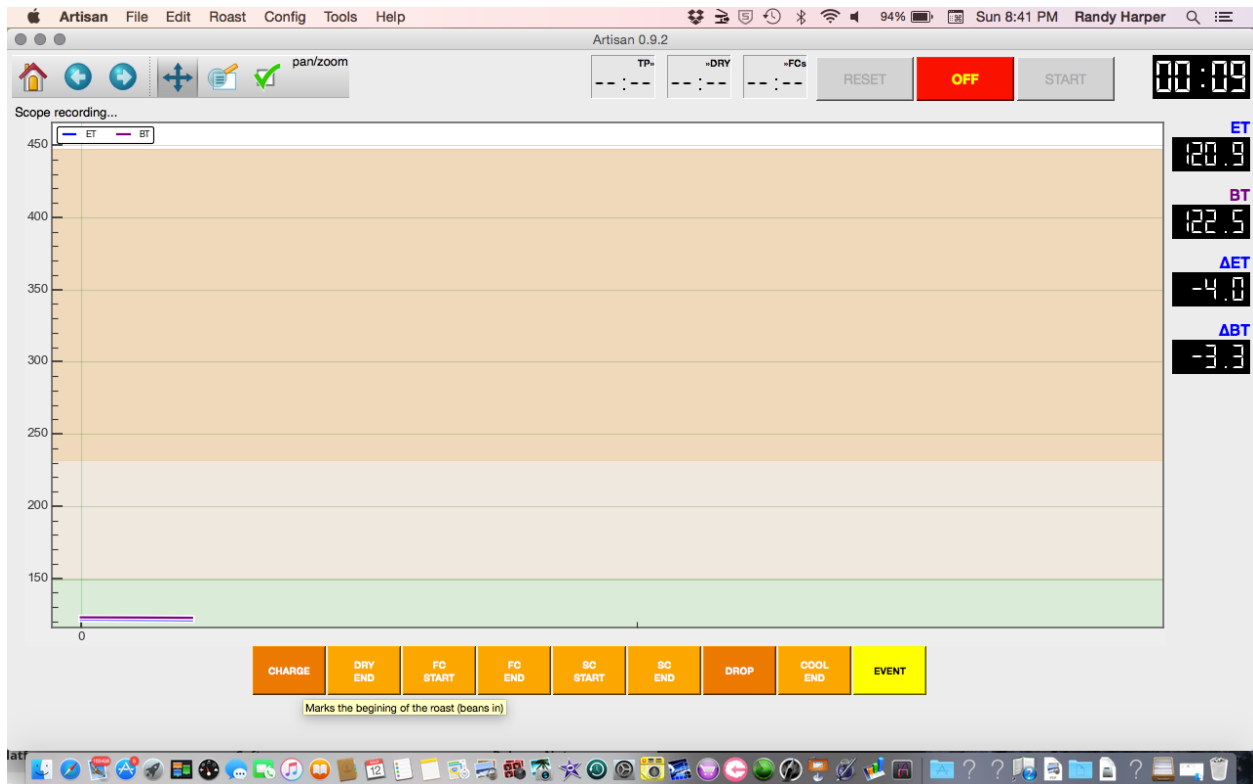 Artisan File Edit Roast Config Tools Help 94% Sun 8:41 PM Randy Harper
Artisan 0.9.2
pan/zoom
TP» »DRY »FCs
--:-- --:-- --:--
RESET OFF START
00:09
Scope recording...
ET BT
ET
120.9
BT
122.5
ΔET
-4.0
ΔBT
-3.3
450
400
350
300
250
200
150
0
CHARGE
DRY
END
FC
START
FC
END
SC
START
SC
END
DROP
COOL
END
EVENT
Marks the begining of the roast (beans in)
12